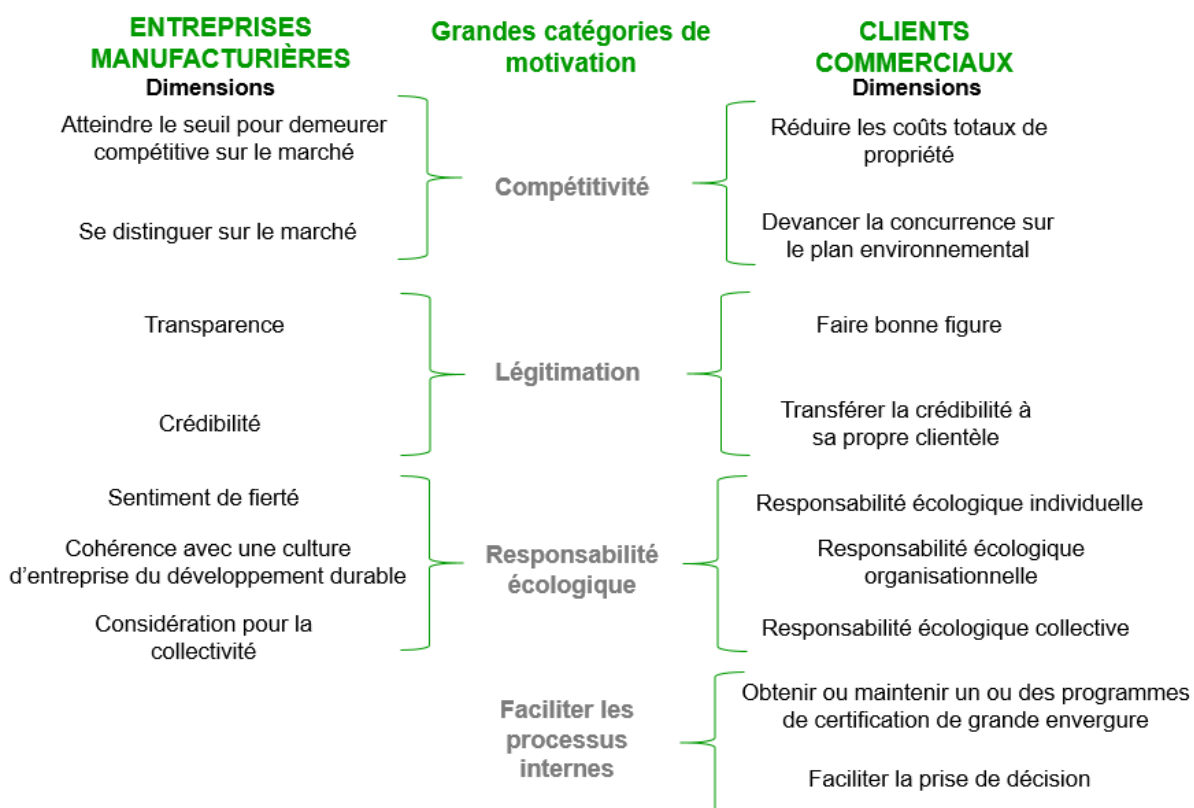 ENTREPRISES
MANUFACTURIÈRES
Dimensions
Grandes catégories de
motivation
CLIENTS
COMMERCIAUX
Dimensions
Atteindre le seuil pour demeurer
compétitive sur le marché
Se distinguer sur le marché
Compétitivité
Réduire les coûts totaux de
propriété
Devancer la concurrence sur
le plan environnemental
Transparence
Crédibilité
Légitimation
Faire bonne figure
Transférer la crédibilité à
sa propre clientèle
Sentiment de fierté
Cohérence avec une culture
d'entreprise du développement durable
Considération pour la
collectivité
Responsabilité
écologique
Responsabilité écologique individuelle
Responsabilité écologique
organisationnelle
Responsabilité écologique collective
Faciliter les
processus
internes
Obtenir ou maintenir un ou des programmes
de certification de grande envergure
Faciliter la prise de décision